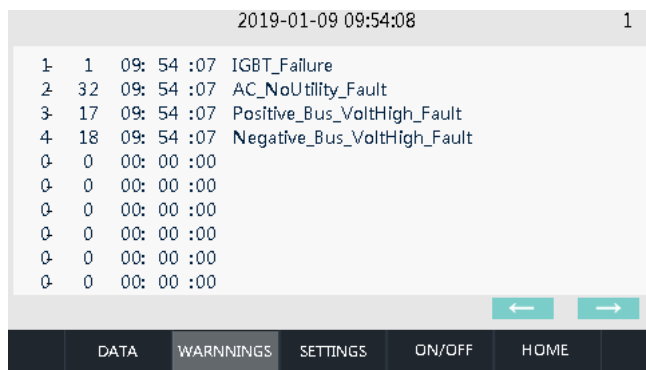 2019-01-09 09:54:08 1
1- 1 09: 54 :07 IGBT_Failure
2- 32 09: 54 :07 AC_NoUtility_Fault
3- 17 09: 54 :07 Positive_Bus_VoltHigh_Fault
4- 18 09: 54 :07 Negative_Bus_VoltHigh_Fault
0- 0 00: 00 :00
0- 0 00: 00 :00
0- 0 00: 00 :00
0- 0 00: 00 :00
0- 0 00: 00 :00
0- 0 00: 00 :00
← →
DATA WARNNINGS SETTINGS ON/OFF HOME